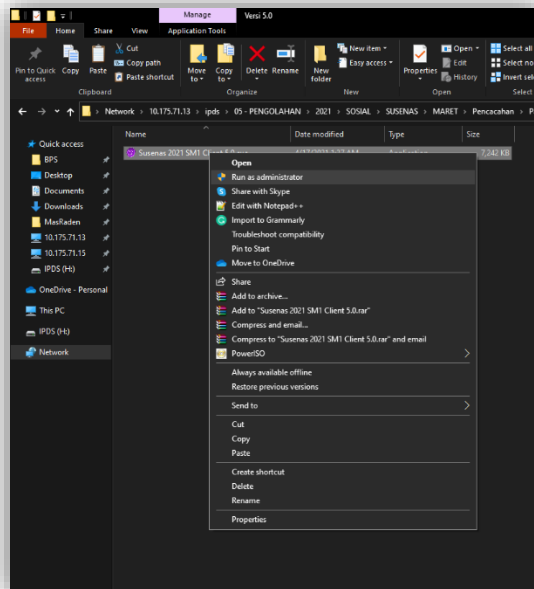 Manage
Versi 5.0
File
Home
Share
View
Application Tools
Pin to Quick access
Copy
Paste
Cut
Copy path
Paste shortcut
Move to
Copy to
Delete
Rename
New folder
New item
Easy access
Properties
Open
Edit
History
Select all
Select no
Invert sele
Clipboard
Organize
New
Open
Select
Network > 10.175.71.13 > ipds > 05 - PENGOLAHAN > 2021 > SOSIAL > SUSENAS > MARET > Pencacahan > P
Name
Date modified
Type
Size
Quick access
BPS
Desktop
Documents
Downloads
MasRaden
10.175.71.13
10.175.71.15
IPDS (H:)
OneDrive - Personal
This PC
IPDS (H:)
Network
Susenas 2021 SM1 Client 5.0.exe
7,242 KB
Open
Run as administrator
Share with Skype
Edit with Notepad++
Import to Grammarly
Troubleshoot compatibility
Pin to Start
Move to OneDrive
Share
Add to archive...
Add to "Susenas 2021 SM1 Client 5.0.rar"
Compress and email...
Compress to "Susenas 2021 SM1 Client 5.0.rar" and email
PowerISO
Always available offline
Restore previous versions
Send to
Cut
Copy
Paste
Create shortcut
Delete
Rename
Properties